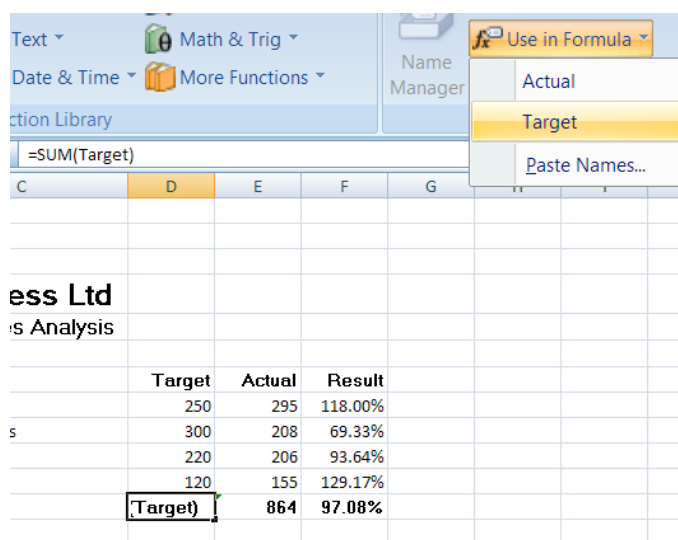 Text Math & Trig Use in Formula
Name Manager
Date & Time More Functions
Actual
ction Library
Target
=SUM(Target)
Paste Names...
C D E F G
ess Ltd
s Analysis
Target Actual Result
250 295 118.00%
s 300 208 69.33%
220 206 93.64%
120 155 129.17%
(Target) 864 97.08%